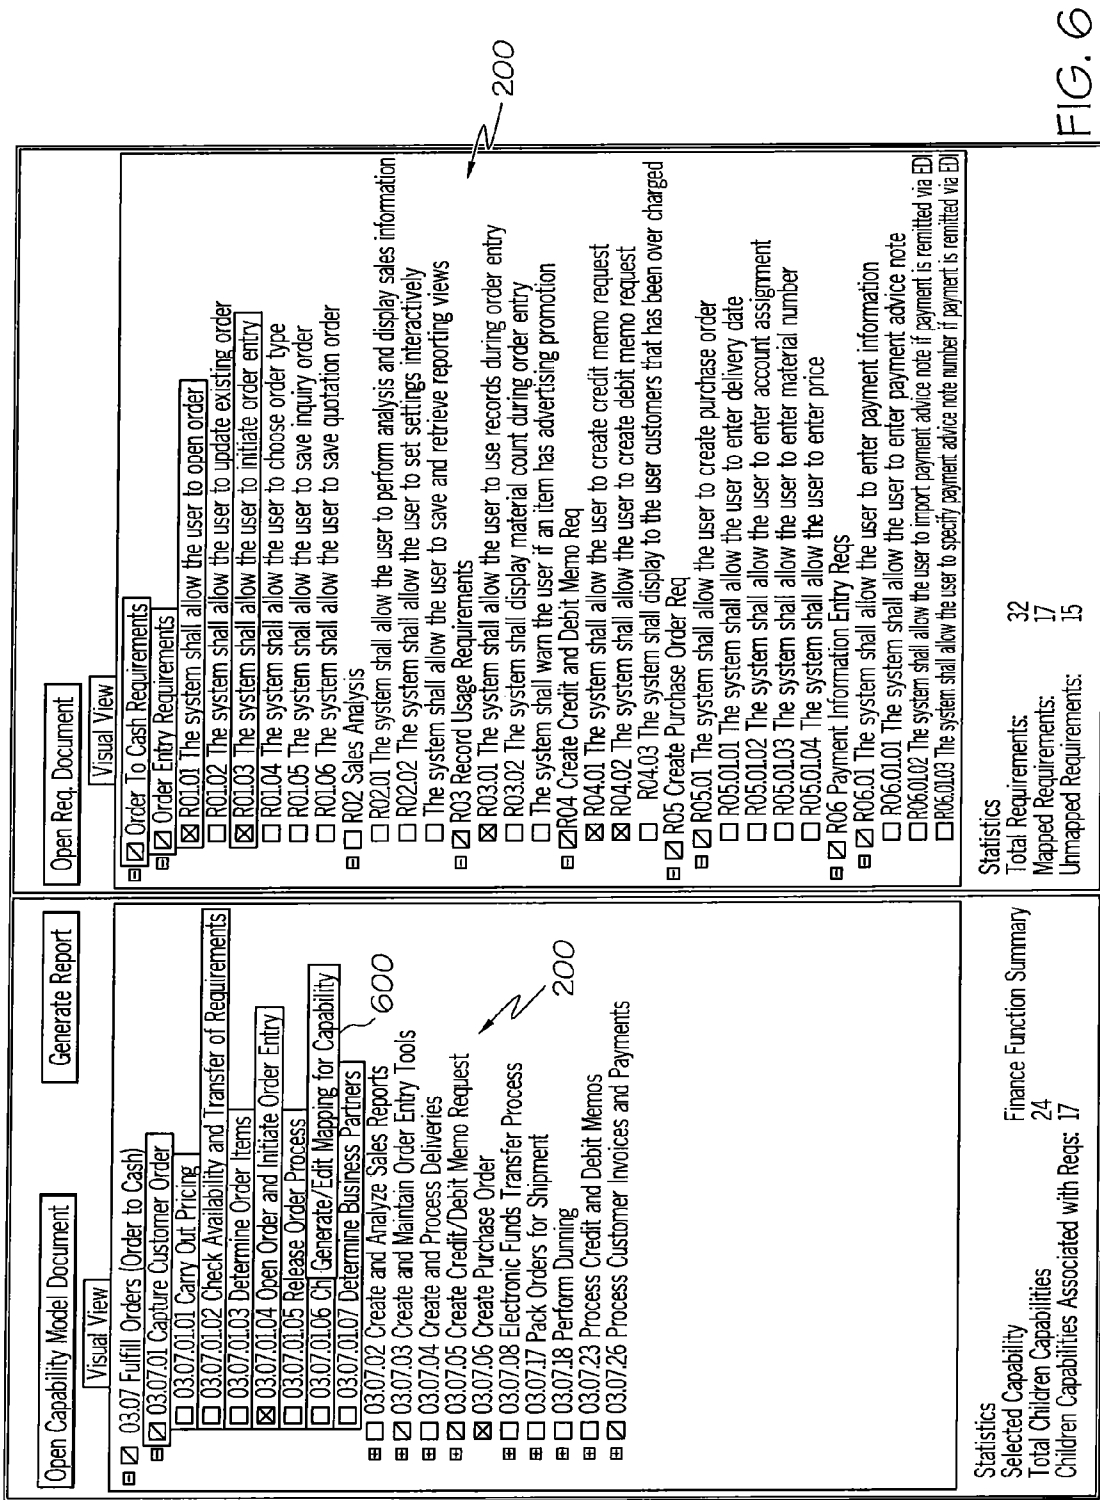 Open Capability Model Document
Generate Report
Visual View
03.07 Fulfill Orders (Order to Cash)
03.07.01 Capture Customer Order
03.07.01.01 Carry Out Pricing
03.07.01.02 Check Availability and Transfer of Requirements
03.07.01.03 Determine Order Items
03.07.01.04 Open Order and Initiate Order Entry
03.07.01.05 Release Order Process
03.07.01.06 Ch Generate/Edit Mapping for Capability
03.07.01.07 Determine Business Partners
600
03.07.02 Create and Analyze Sales Reports
03.07.03 Create and Maintain Order Entry Tools
03.07.04 Create and Process Deliveries
03.07.05 Create Credit/Debit Memo Request
03.07.06 Create Purchase Order
03.07.08 Electronic Funds Transfer Process
03.07.17 Pack Orders for Shipment
03.07.18 Perform Dunning
03.07.23 Process Credit and Debit Memos
03.07.26 Process Customer Invoices and Payments
200
Statistics
Selected Capability Finance Function Summary
Total Children Capabilities 24
Children Capabilities Associated with Reqs: 17
Open Req. Document
Visual View
Order To Cash Requirements
Order Entry Requirements
R01.01 The system shall allow the user to open order
R01.02 The system shall allow the user to update existing order
R01.03 The system shall allow the user to initiate order entry
R01.04 The system shall allow the user to choose order type
R01.05 The system shall allow the user to save inquiry order
R01.06 The system shall allow the user to save quotation order
R02 Sales Analysis
R02.01 The system shall allow the user to perform analysis and display sales information
R02.02 The system shall allow the user to set settings interactively
The system shall allow the user to save and retrieve reporting views
R03 Record Usage Requirements
R03.01 The system shall allow the user to use records during order entry
R03.02 The system shall display material count during order entry
The system shall warn the user if an item has advertising promotion
R04 Create Credit and Debit Memo Req
R04.01 The system shall allow the user to create credit memo request
R04.02 The system shall allow the user to create debit memo request
R04.03 The system shall display to the user customers that has been over charged
R05 Create Purchase Order Req
R05.01 The system shall allow the user to create purchase order
R05.01.01 The system shall allow the user to enter delivery date
R05.01.02 The system shall allow the user to enter account assignment
R05.01.03 The system shall allow the user to enter material number
R05.01.04 The system shall allow the user to enter price
R06 Payment Information Entry Reqs
R06.01 The system shall allow the user to enter payment information
R06.01.01 The system shall allow the user to enter payment advice note
R06.01.02 The system shall allow the user to import payment advice note if payment is remitted via EDI
R06.01.03 The system shall allow the user to specify payment advice note number if payment is remitted via EDI
200
Statistics
Total Requirements: 32
Mapped Requirements: 17
Unmapped Requirements: 15
FIG. 6